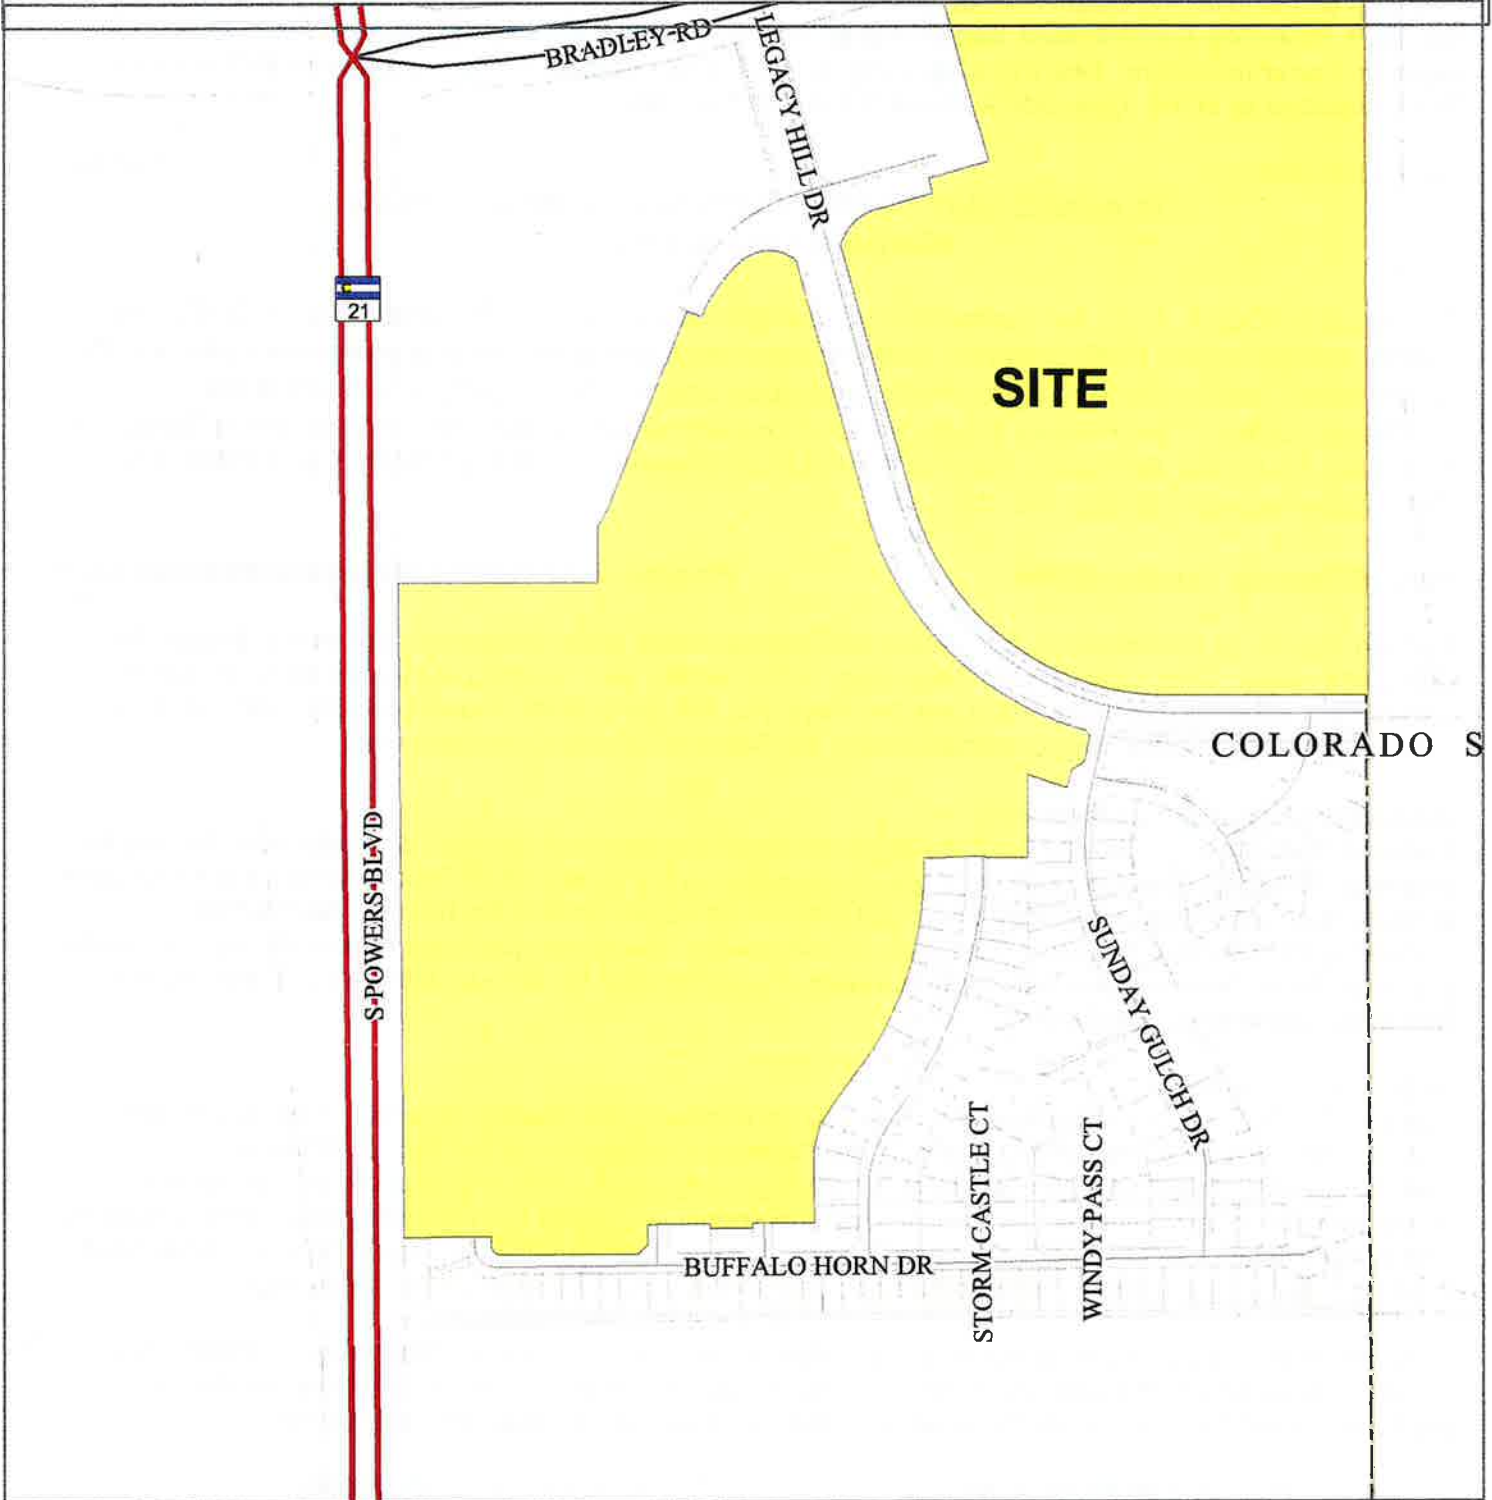 BRADLEY RD
LEGACY HILL DR
21
SITE
COLORADO S
S POWERS BLVD
SUNDAY GULCH DR
STORM CASTLE CT
WINDY PASS CT
BUFFALO HORN DR